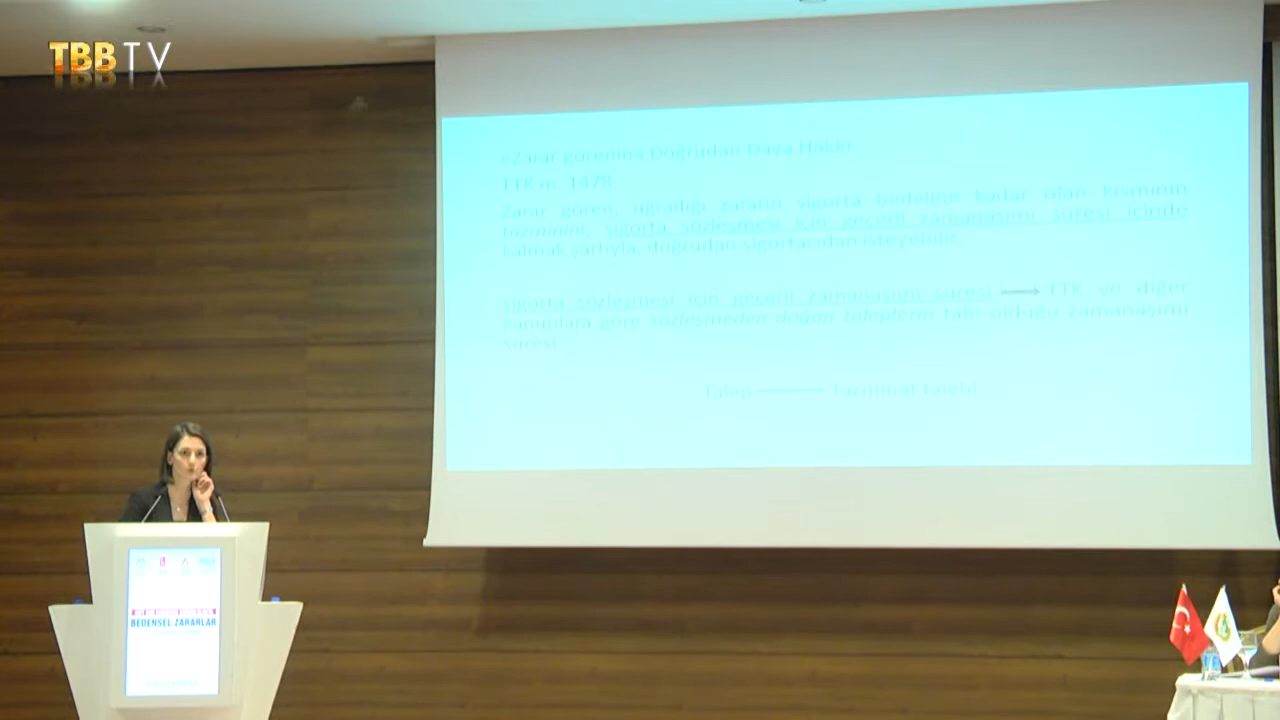 TBB TV
«Zarar görenin» Doğrudan Dava Hakkı
TTK m. 1478
Zarar gören, uğradığı zararın sigorta bedeline kadar olan kısmının
tazminini, sigorta sözleşmesi için geçerli zamanaşımı süresi içinde
kalmak şartıyla, doğrudan sigortacıdan isteyebilir.
sigorta sözleşmesi için geçerli zamanaşımı süresi → TTK ve diğer
kanunlara göre sözleşmeden doğan taleplerin tabi olduğu zamanaşımı
süresi
Talep Tazminat talebi
BEDENSEL ZARARLAR